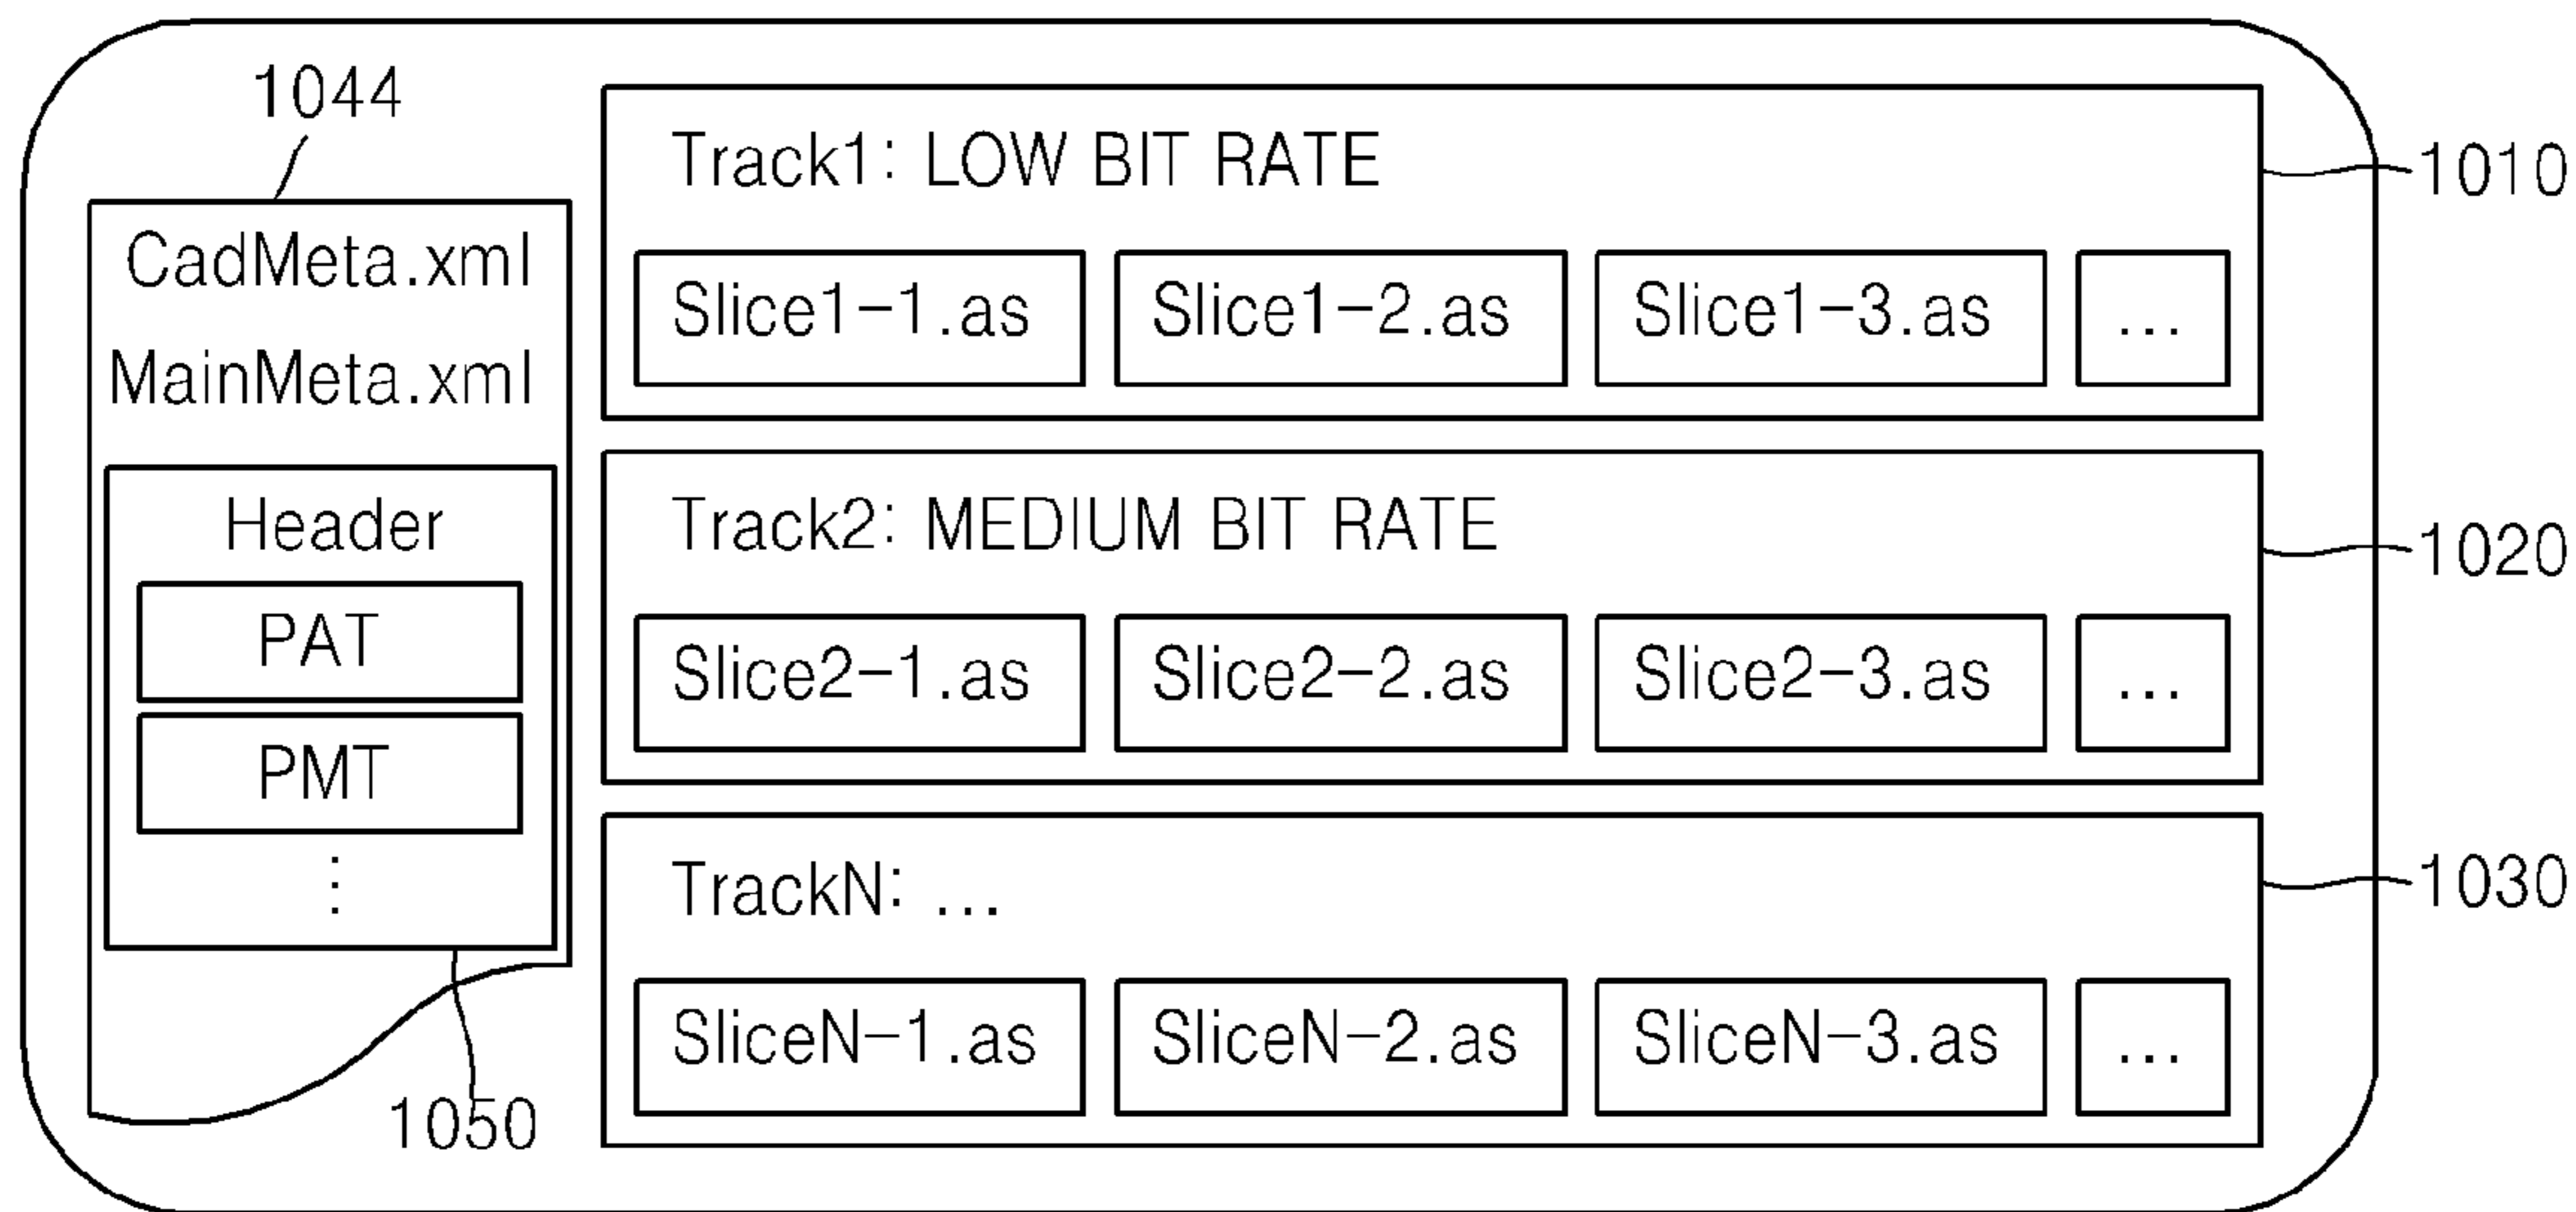 1044
CadMeta.xml
MainMeta.xml
Header
PAT
PMT
⋮
1050
Track1: LOW BIT RATE
Slice1-1.as
Slice1-2.as
Slice1-3.as
...
1010
Track2: MEDIUM BIT RATE
Slice2-1.as
Slice2-2.as
Slice2-3.as
...
1020
TrackN: ...
SliceN-1.as
SliceN-2.as
SliceN-3.as
...
1030